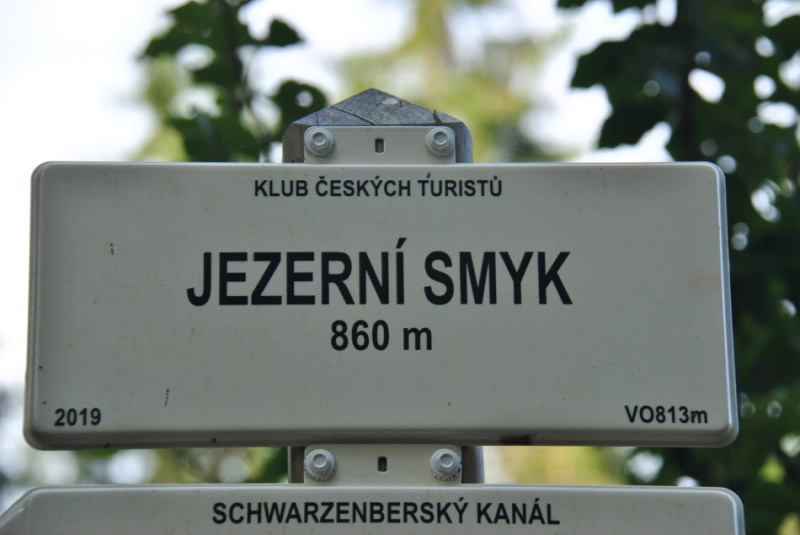 KLUB ČESKÝCH TURISTŮ
JEZERNÍ SMYK
860 m
2019
VO813m
SCHWARZENBERSKÝ KANÁL